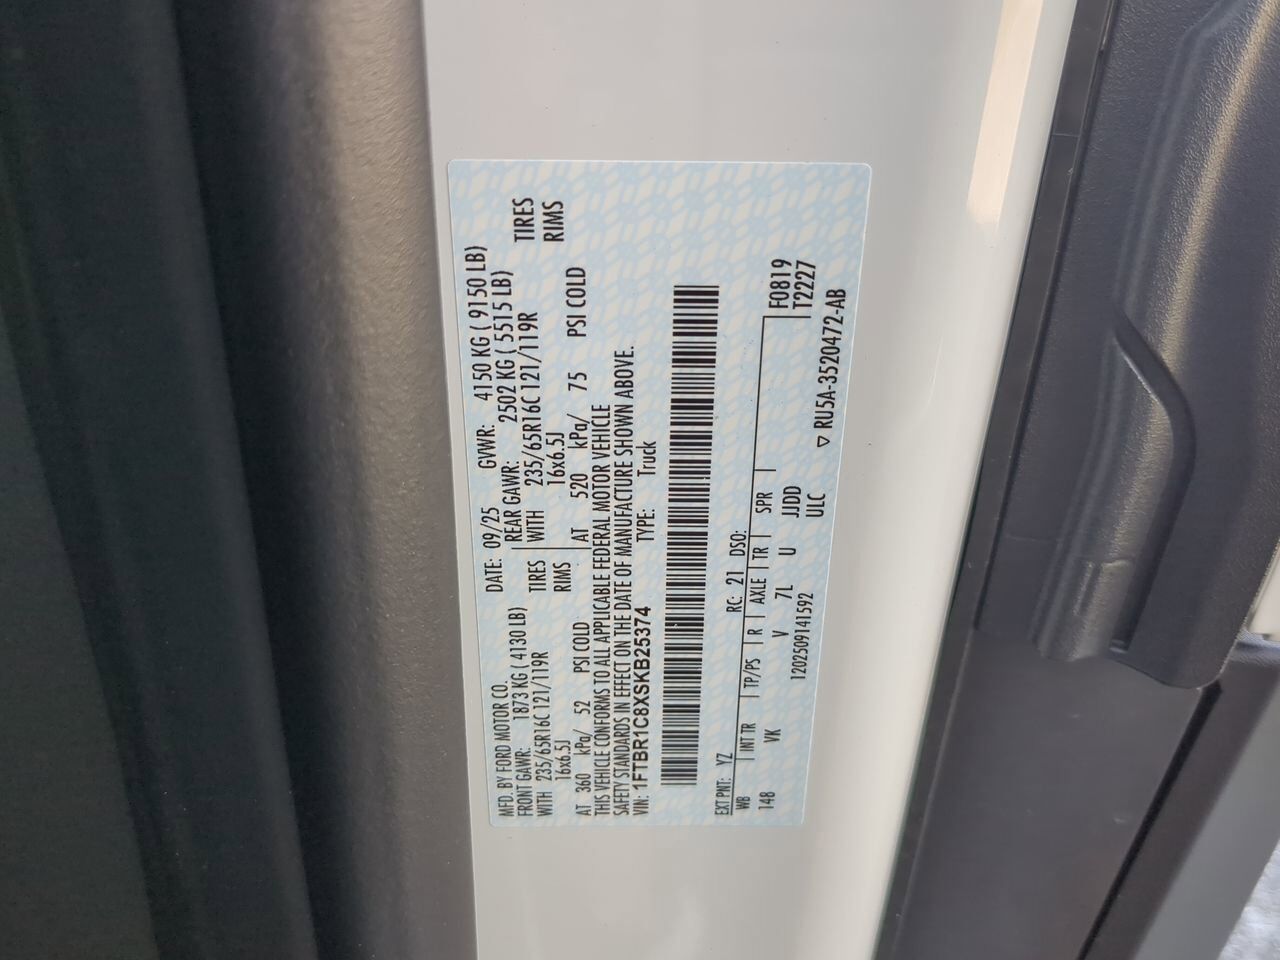 MFD. BY FORD MOTOR CO.
DATE: 09/25 GVWR: 4150 KG ( 9150 LB)
FRONT GAWR: 1873 KG ( 4130 LB) REAR GAWR: 2502 KG ( 5515 LB)
WITH 235/65R16C 121/119R TIRES WITH 235/65R16C 121/119R TIRES
16x6.5J RIMS 16x6.5J RIMS
AT 360 kPa/ 52 PSI COLD AT 520 kPa/ 75 PSI COLD
THIS VEHICLE CONFORMS TO ALL APPLICABLE FEDERAL MOTOR VEHICLE
SAFETY STANDARDS IN EFFECT ON THE DATE OF MANUFACTURE SHOWN ABOVE.
VIN: 1FTBR1C8XSKB25374 TYPE: Truck
EXT PNT: YZ RC: 21 DSO:
WB INT TR TP/PS R AXLE TR SPR F0819
148 VK V 7L U JJDD T2227
1202509141592 ULC
▽ RU5A-3520472-AB